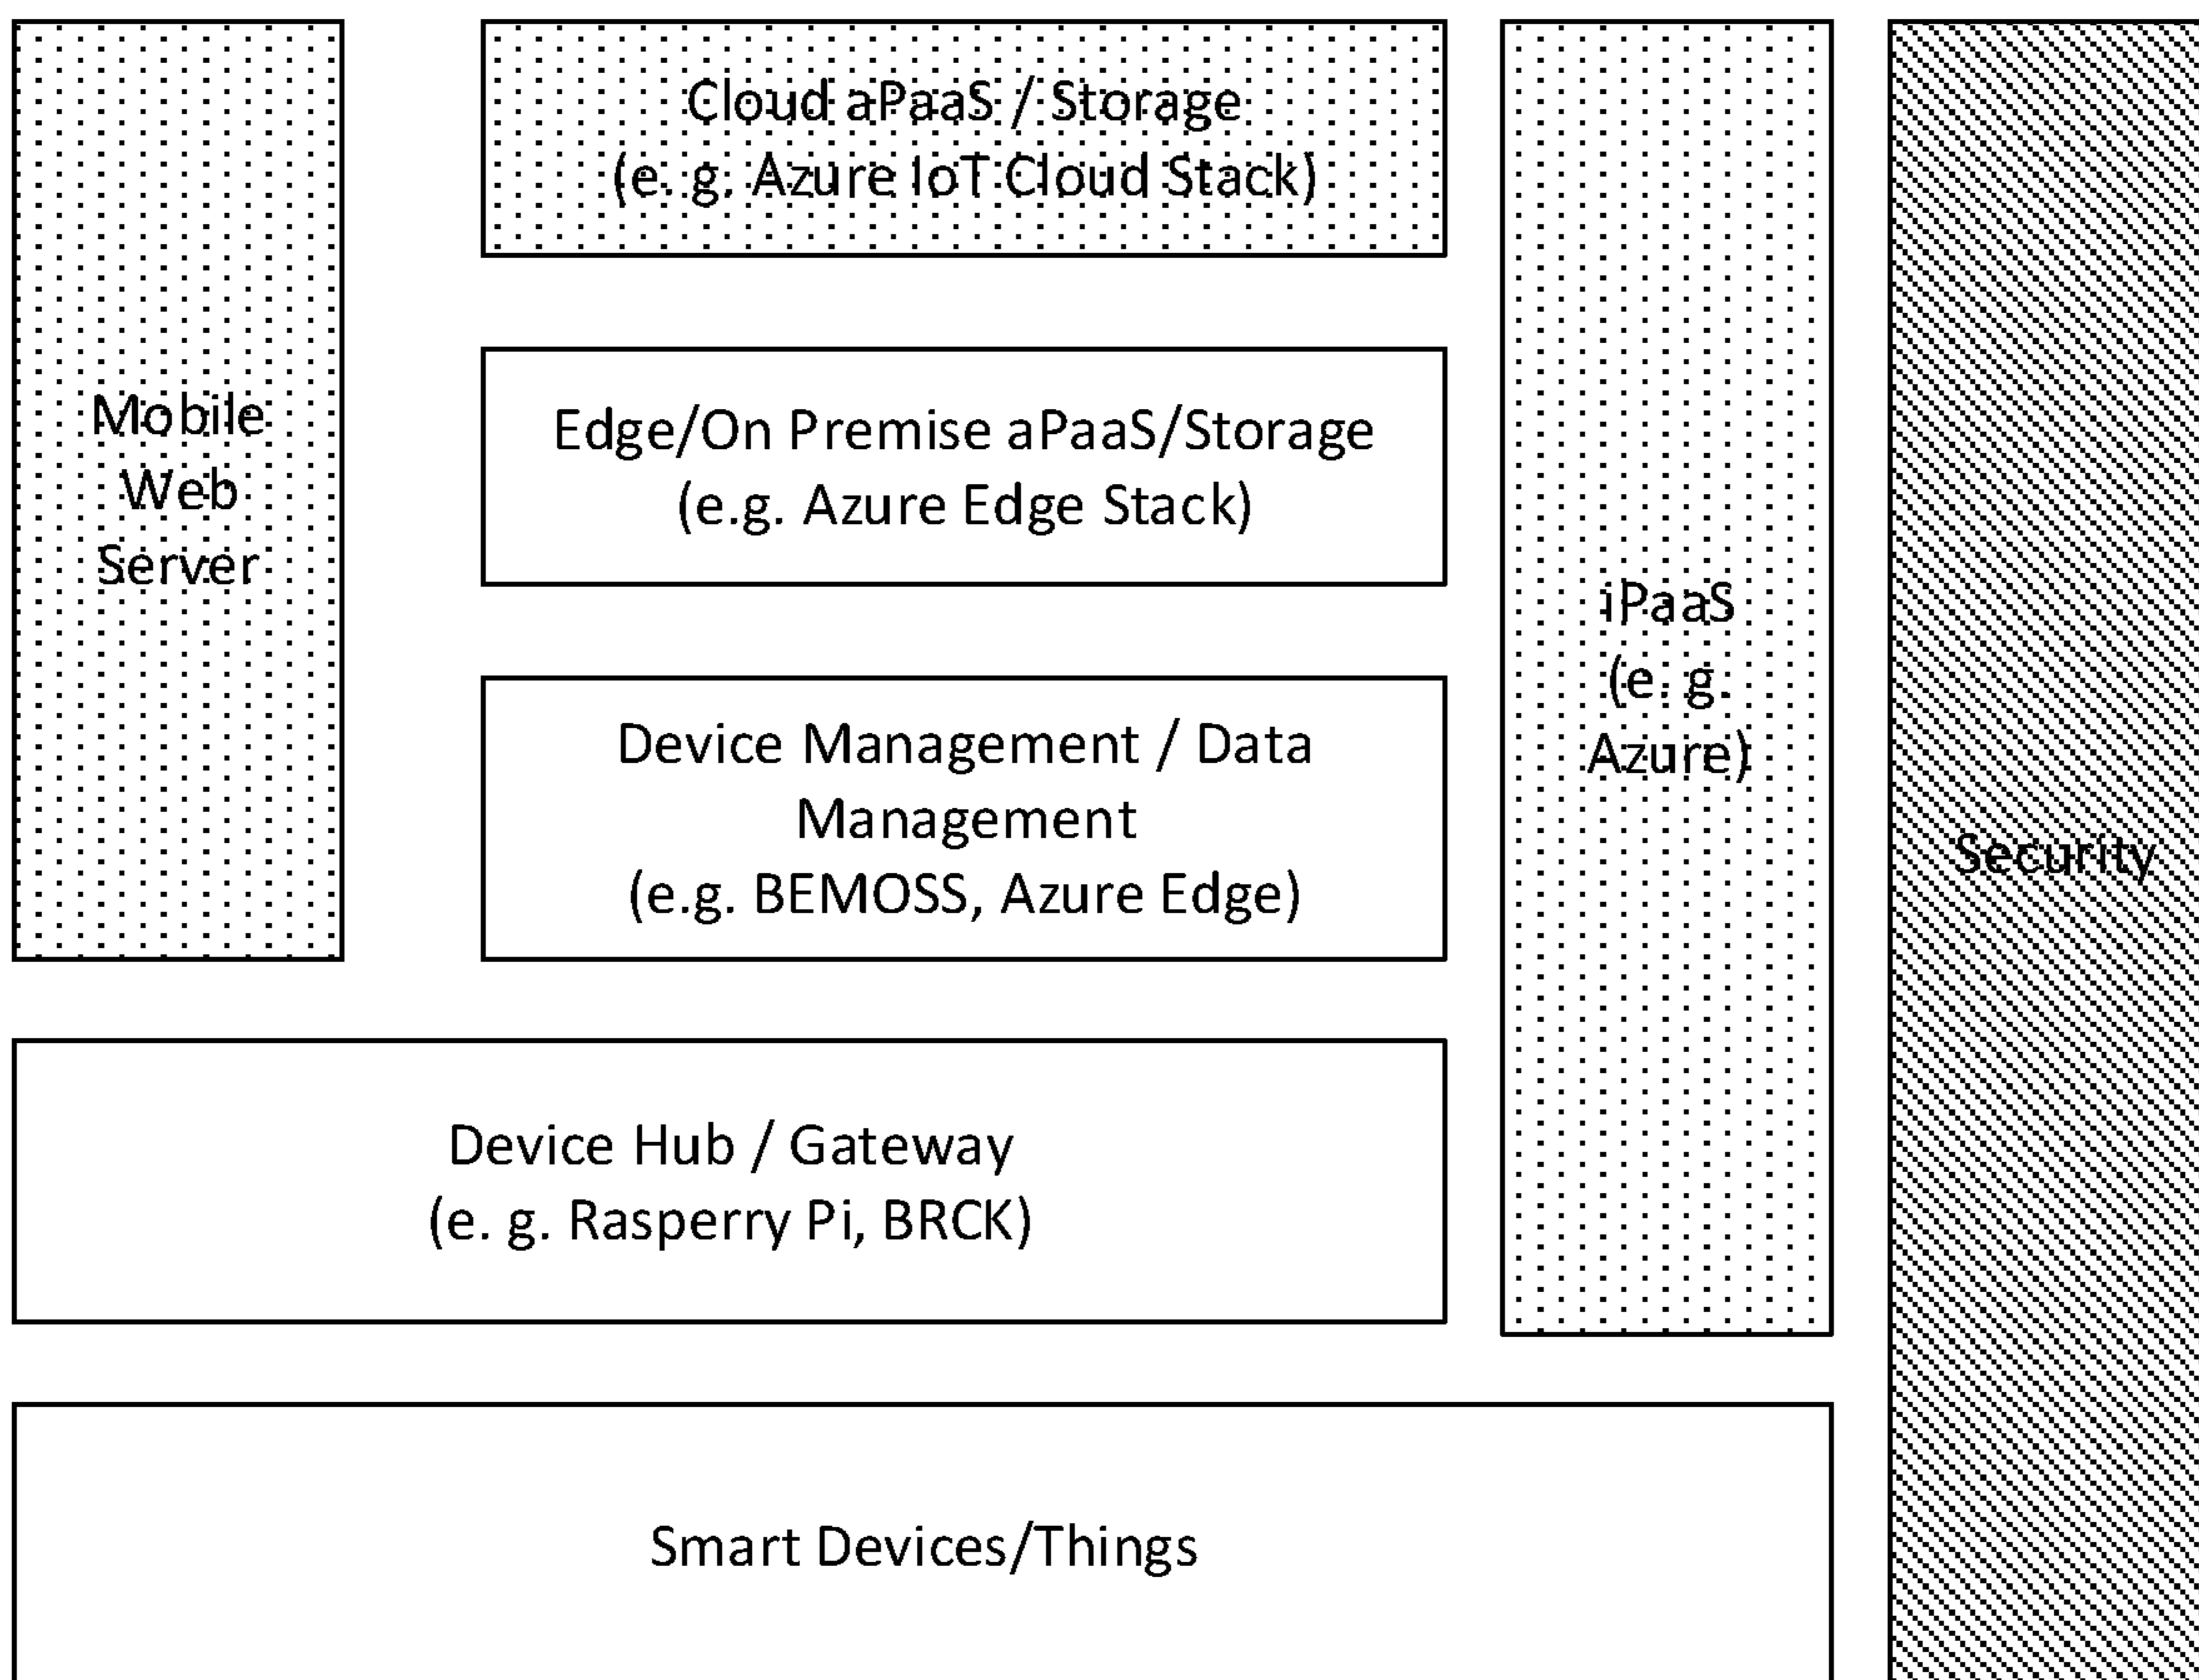 Cloud aPaaS / Storage
(e. g. Azure IoT Cloud Stack)
Mobile
Web
Server
Edge/On Premise aPaaS/Storage
(e.g. Azure Edge Stack)
Device Management / Data
Management
(e.g. BEMOSS, Azure Edge)
iPaaS
(e. g.
Azure)
Security
Device Hub / Gateway
(e. g. Rasperry Pi, BRCK)
Smart Devices/Things